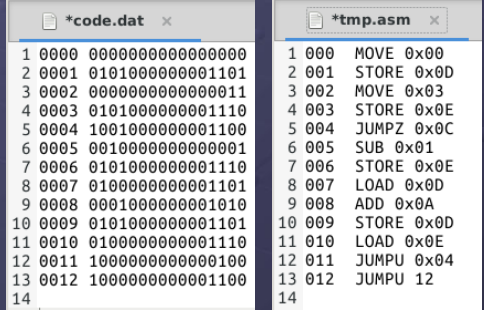 *code.dat ×
1 0000 0000000000000000
2 0001 0101000000001101
3 0002 0000000000000011
4 0003 0101000000001110
5 0004 1001000000001100
6 0005 0010000000000001
7 0006 0101000000001110
8 0007 0100000000001101
9 0008 0001000000001010
10 0009 0101000000001101
11 0010 0100000000001110
12 0011 1000000000000100
13 0012 1000000000001100
14
*tmp.asm ×
1 000 MOVE 0x00
2 001 STORE 0x0D
3 002 MOVE 0x03
4 003 STORE 0x0E
5 004 JUMPZ 0x0C
6 005 SUB 0x01
7 006 STORE 0x0E
8 007 LOAD 0x0D
9 008 ADD 0x0A
10 009 STORE 0x0D
11 010 LOAD 0x0E
12 011 JUMPU 0x04
13 012 JUMPU 12
14